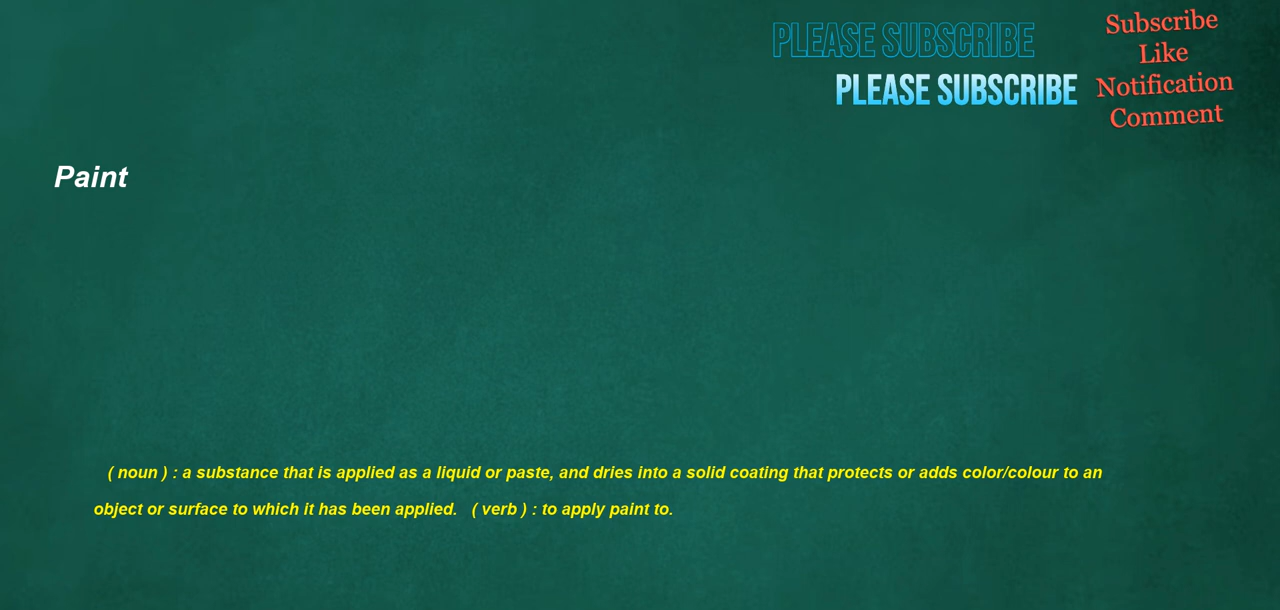 PLEASE SUBSCRIBE
PLEASE SUBSCRIBE
Subscribe
Like
Notification
Comment
Paint
( noun ) : a substance that is applied as a liquid or paste, and dries into a solid coating that protects or adds color/colour to an
object or surface to which it has been applied. ( verb ) : to apply paint to.